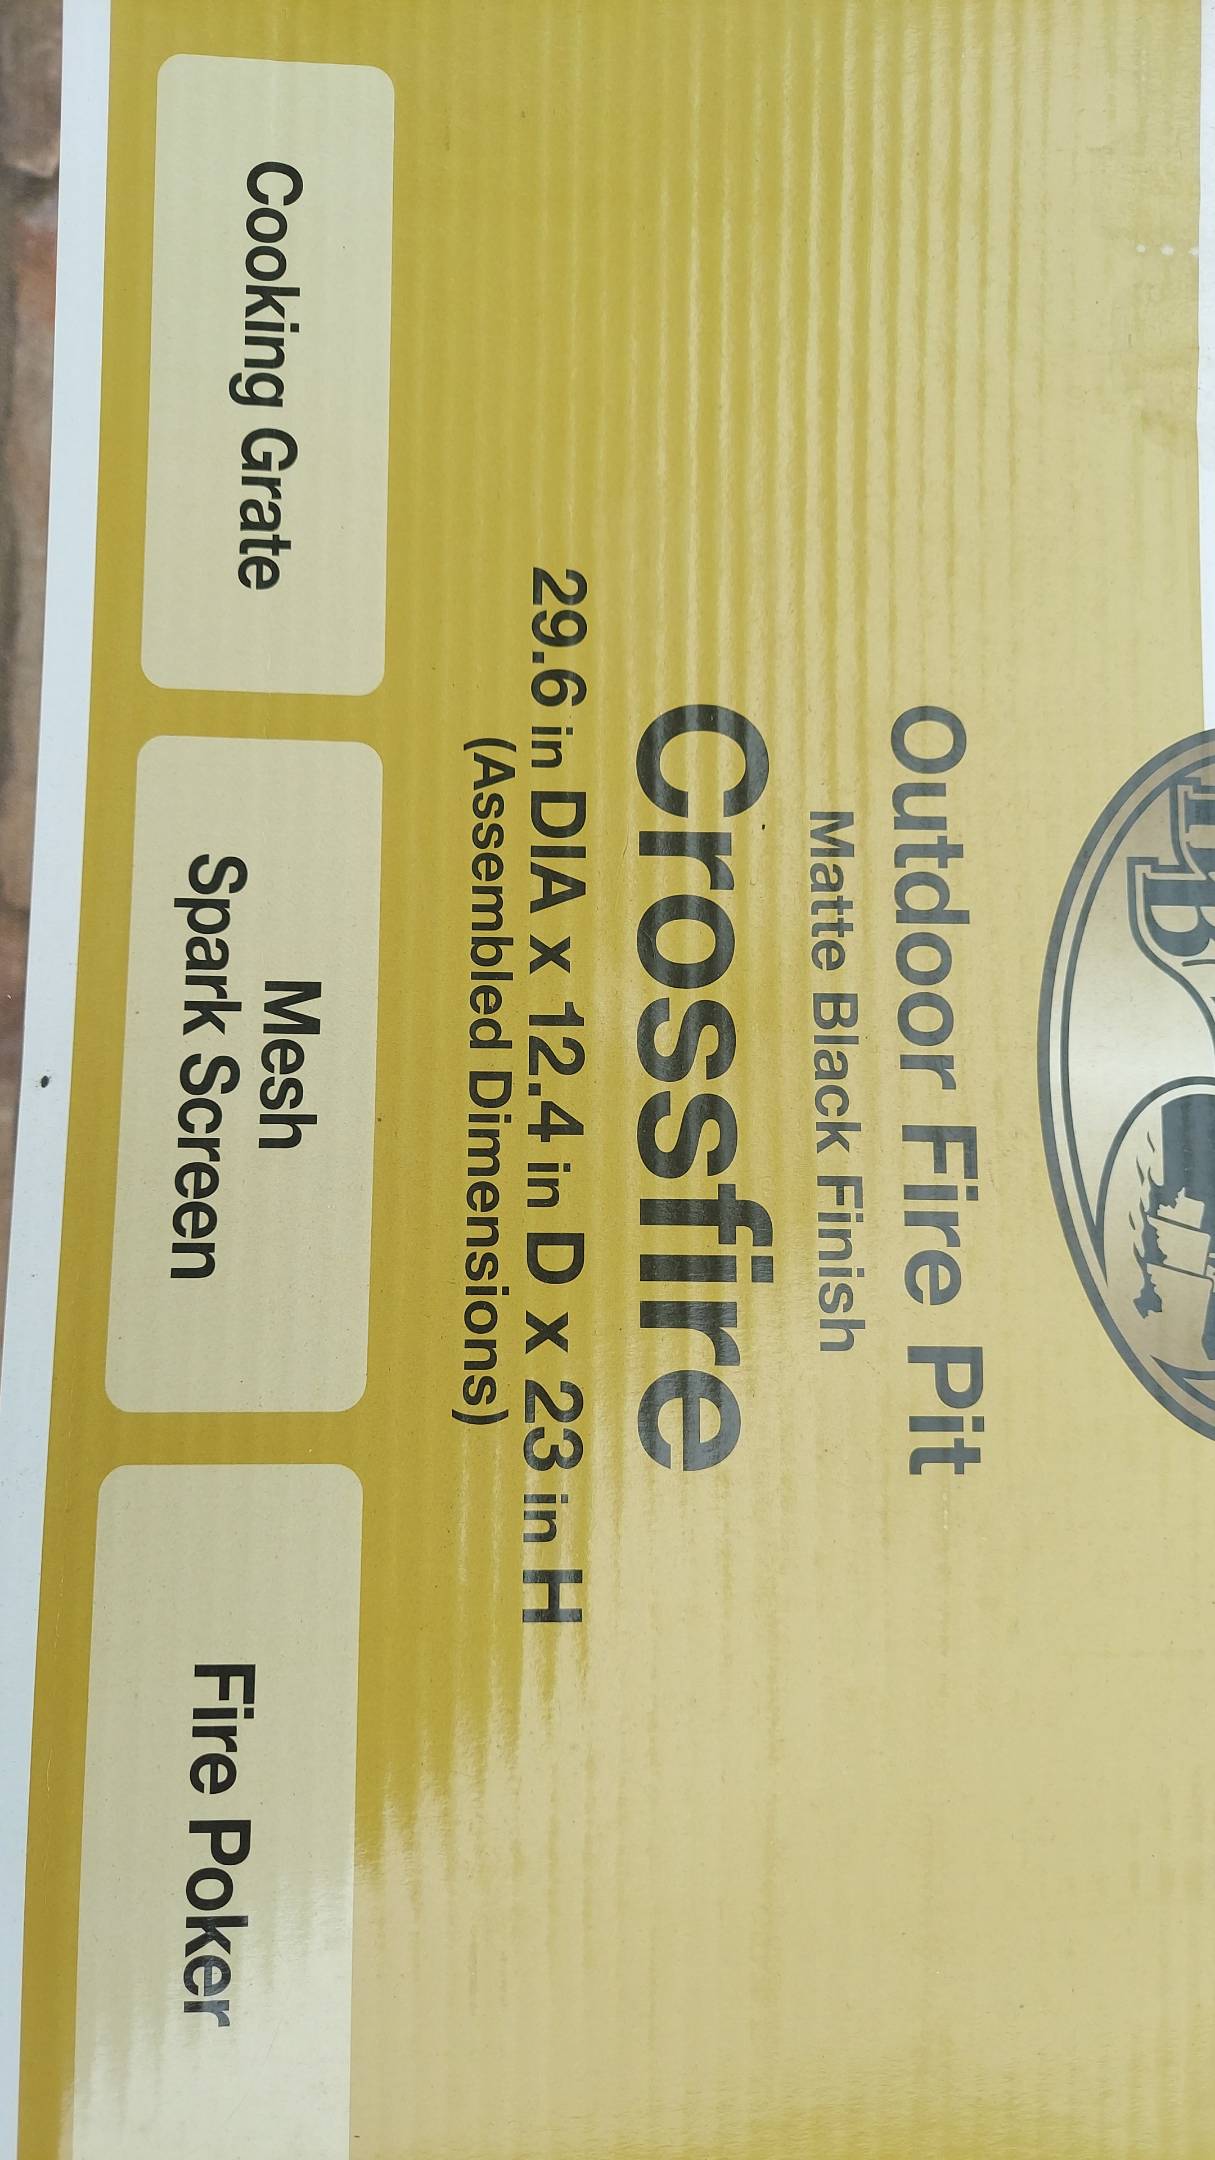 Outdoor Fire Pit
Matte Black Finish
Crossfire
29.6 in DIA x 12.4 in D x 23 in H
(Assembled Dimensions)
Cooking Grate
Mesh
Spark Screen
Fire Poker